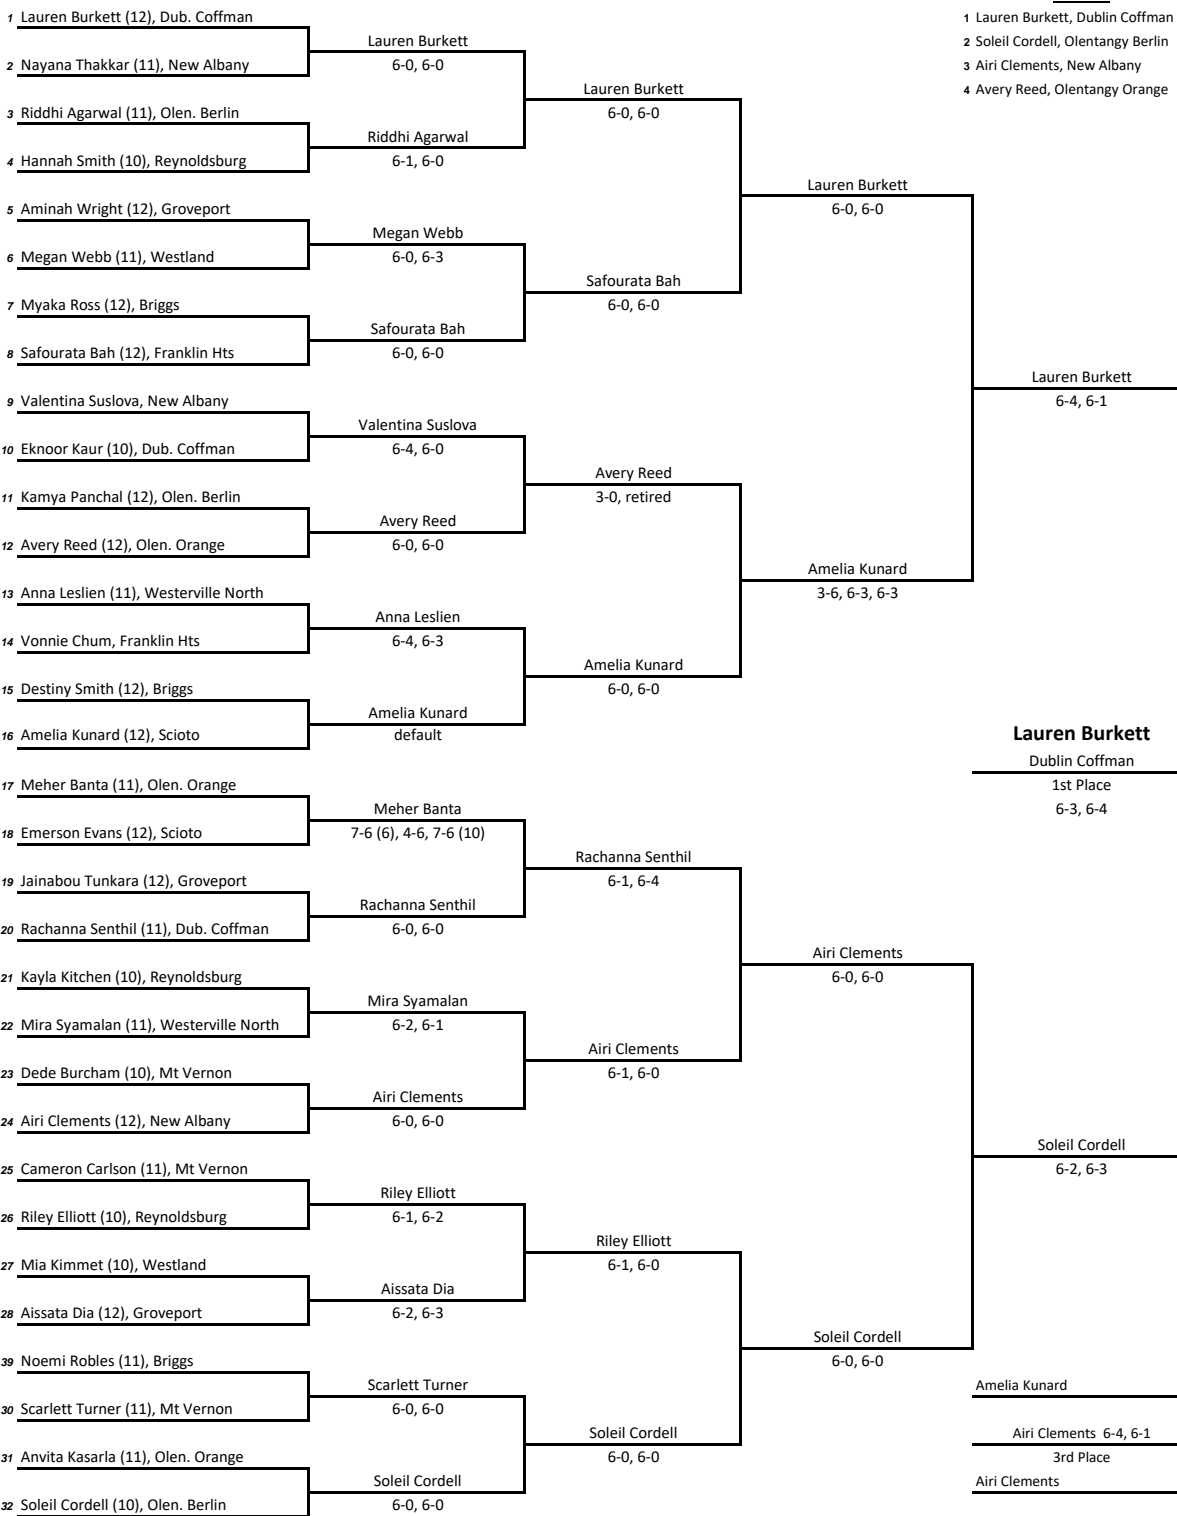 1 Lauren Burkett (12), Dub. Coffman
2 Nayana Thakkar (11), New Albany
3 Riddhi Agarwal (11), Olen. Berlin
4 Hannah Smith (10), Reynoldsburg
5 Aminah Wright (12), Groveport
6 Megan Webb (11), Westland
7 Myaka Ross (12), Briggs
8 Safourata Bah (12), Franklin Hts
9 Valentina Suslova, New Albany
10 Eknoor Kaur (10), Dub. Coffman
11 Kamya Panchal (12), Olen. Berlin
12 Avery Reed (12), Olen. Orange
13 Anna Leslien (11), Westerville North
14 Vonnie Chum, Franklin Hts
15 Destiny Smith (12), Briggs
16 Amelia Kunard (12), Scioto
17 Meher Banta (11), Olen. Orange
18 Emerson Evans (12), Scioto
19 Jainabou Tunkara (12), Groveport
20 Rachanna Senthil (11), Dub. Coffman
21 Kayla Kitchen (10), Reynoldsburg
22 Mira Syamalan (11), Westerville North
23 Dede Burcham (10), Mt Vernon
24 Airi Clements (12), New Albany
25 Cameron Carlson (11), Mt Vernon
26 Riley Elliott (10), Reynoldsburg
27 Mia Kimmet (10), Westland
28 Aissata Dia (12), Groveport
39 Noemi Robles (11), Briggs
30 Scarlett Turner (11), Mt Vernon
31 Anvita Kasarla (11), Olen. Orange
32 Soleil Cordell (10), Olen. Berlin
Lauren Burkett
6-0, 6-0
Riddhi Agarwal
6-1, 6-0
Megan Webb
6-0, 6-3
Safourata Bah
6-0, 6-0
Valentina Suslova
6-4, 6-0
Avery Reed
6-0, 6-0
Anna Leslien
6-4, 6-3
Amelia Kunard
default
Meher Banta
7-6 (6), 4-6, 7-6 (10)
Rachanna Senthil
6-0, 6-0
Mira Syamalan
6-2, 6-1
Airi Clements
6-0, 6-0
Riley Elliott
6-1, 6-2
Aissata Dia
6-2, 6-3
Scarlett Turner
6-0, 6-0
Soleil Cordell
6-0, 6-0
Lauren Burkett
6-0, 6-0
Safourata Bah
6-0, 6-0
Avery Reed
3-0, retired
Amelia Kunard
6-0, 6-0
Rachanna Senthil
6-1, 6-4
Airi Clements
6-1, 6-0
Riley Elliott
6-1, 6-0
Soleil Cordell
6-0, 6-0
Lauren Burkett
6-0, 6-0
Amelia Kunard
3-6, 6-3, 6-3
Airi Clements
6-0, 6-0
Soleil Cordell
6-0, 6-0
1 Lauren Burkett, Dublin Coffman
2 Soleil Cordell, Olentangy Berlin
3 Airi Clements, New Albany
4 Avery Reed, Olentangy Orange
Lauren Burkett
6-4, 6-1
Lauren Burkett
Dublin Coffman
1st Place
6-3, 6-4
Soleil Cordell
6-2, 6-3
Amelia Kunard
Airi Clements 6-4, 6-1
3rd Place
Airi Clements